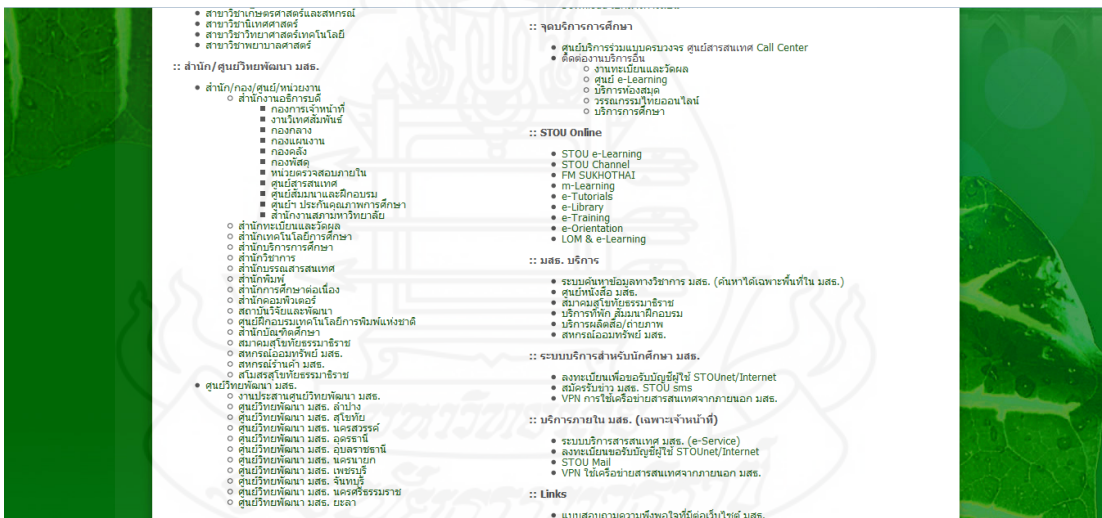 สาขาวิชาเกษตรศาสตร์และสหกรณ์
สาขาวิชานิเทศศาสตร์
สาขาวิชาวิทยาศาสตร์เทคโนโลยี
สาขาวิชาพยาบาลศาสตร์
:: สำนัก/ศูนย์วิทยพัฒนา มสธ.
สำนัก/กอง/ศูนย์/หน่วยงาน
สำนักงานอธิการบดี
กองการเจ้าหน้าที่
งานวิเทศสัมพันธ์
กองกลาง
กองแผนงาน
กองคลัง
กองพัสดุ
หน่วยตรวจสอบภายใน
ศูนย์สารสนเทศ
ศูนย์สัมมนาและฝึกอบรม
ศูนย์ฯ ประกันคุณภาพการศึกษา
สำนักงานสภามหาวิทยาลัย
สำนักทะเบียนและวัดผล
สำนักเทคโนโลยีการศึกษา
สำนักบริการการศึกษา
สำนักวิชาการ
สำนักบรรณสารสนเทศ
สำนักพิมพ์
สำนักการศึกษาต่อเนื่อง
สำนักคอมพิวเตอร์
สถาบันวิจัยและพัฒนา
ศูนย์ฝึกอบรมเทคโนโลยีการพิมพ์แห่งชาติ
สำนักบัณฑิตศึกษา
สมาคมสุโขทัยธรรมาธิราช
สหกรณ์ออมทรัพย์ มสธ.
สหกรณ์ร้านค้า มสธ.
สโมสรสุโขทัยธรรมาธิราช
ศูนย์วิทยพัฒนา มสธ.
งานประสานศูนย์วิทยพัฒนา มสธ.
ศูนย์วิทยพัฒนา มสธ. ลำปาง
ศูนย์วิทยพัฒนา มสธ. สุโขทัย
ศูนย์วิทยพัฒนา มสธ. นครสวรรค์
ศูนย์วิทยพัฒนา มสธ. อุดรธานี
ศูนย์วิทยพัฒนา มสธ. อุบลราชธานี
ศูนย์วิทยพัฒนา มสธ. นครนายก
ศูนย์วิทยพัฒนา มสธ. เพชรบุรี
ศูนย์วิทยพัฒนา มสธ. จันทบุรี
ศูนย์วิทยพัฒนา มสธ. นครศรีธรรมราช
ศูนย์วิทยพัฒนา มสธ. ยะลา
:: จุดบริการการศึกษา
ศูนย์บริการร่วมแบบครบวงจร ศูนย์สารสนเทศ Call Center
ติดต่องานบริการอื่น
งานทะเบียนและวัดผล
ศูนย์ e-Learning
บริการห้องสมุด
วรรณกรรมไทยออนไลน์
บริการการศึกษา
:: STOU Online
STOU e-Learning
STOU Channel
FM SUKHOTHAI
m-Learning
e-Tutorials
e-Library
e-Training
e-Orientation
LOM & e-Learning
:: มสธ. บริการ
ระบบค้นหาข้อมูลทางวิชาการ มสธ. (ค้นหาได้เฉพาะพื้นที่ใน มสธ.)
ศูนย์หนังสือ มสธ.
สมาคมสุโขทัยธรรมาธิราช
บริการที่พัก สัมมนาฝึกอบรม
บริการผลิตสื่อ/ถ่ายภาพ
สหกรณ์ออมทรัพย์ มสธ.
:: ระบบบริการสำหรับนักศึกษา มสธ.
ลงทะเบียนเพื่อขอรับบัญชีผู้ใช้ STOUnet/Internet
สมัครรับข่าว มสธ. STOU sms
VPN การใช้เครือข่ายสารสนเทศจากภายนอก มสธ.
:: บริการภายใน มสธ. (เฉพาะเจ้าหน้าที่)
ระบบบริการสารสนเทศ มสธ. (e-Service)
ลงทะเบียนขอรับบัญชีผู้ใช้ STOUnet/Internet
STOU Mail
VPN ใช้เครือข่ายสารสนเทศจากภายนอก มสธ.
:: Links
แบบสอบถามความพึงพอใจที่มีต่อเว็บไซต์ มสธ.